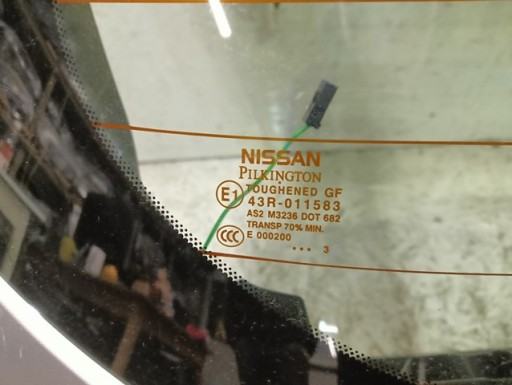 NISSAN
PILKINGTON
TOUGHENED GF
E1
43R-011583
AS2 M3236 DOT 682
TRANSP 70% MIN.
CCC
E 000200
... 3